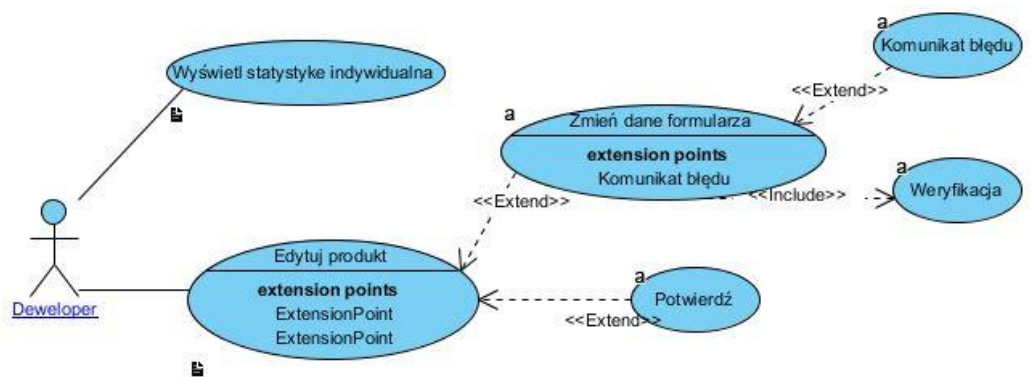 a
Komunikat błędu
Wyświetl statystyke indywidualna
<<Extend>>
a
Zmień dane formularza
extension points
Komunikat błędu
a
Weryfikacja
<<Extend>>
<<Include>>
Edytuj produkt
extension points
ExtensionPoint
ExtensionPoint
a
Potwierdź
<<Extend>>
Deweloper